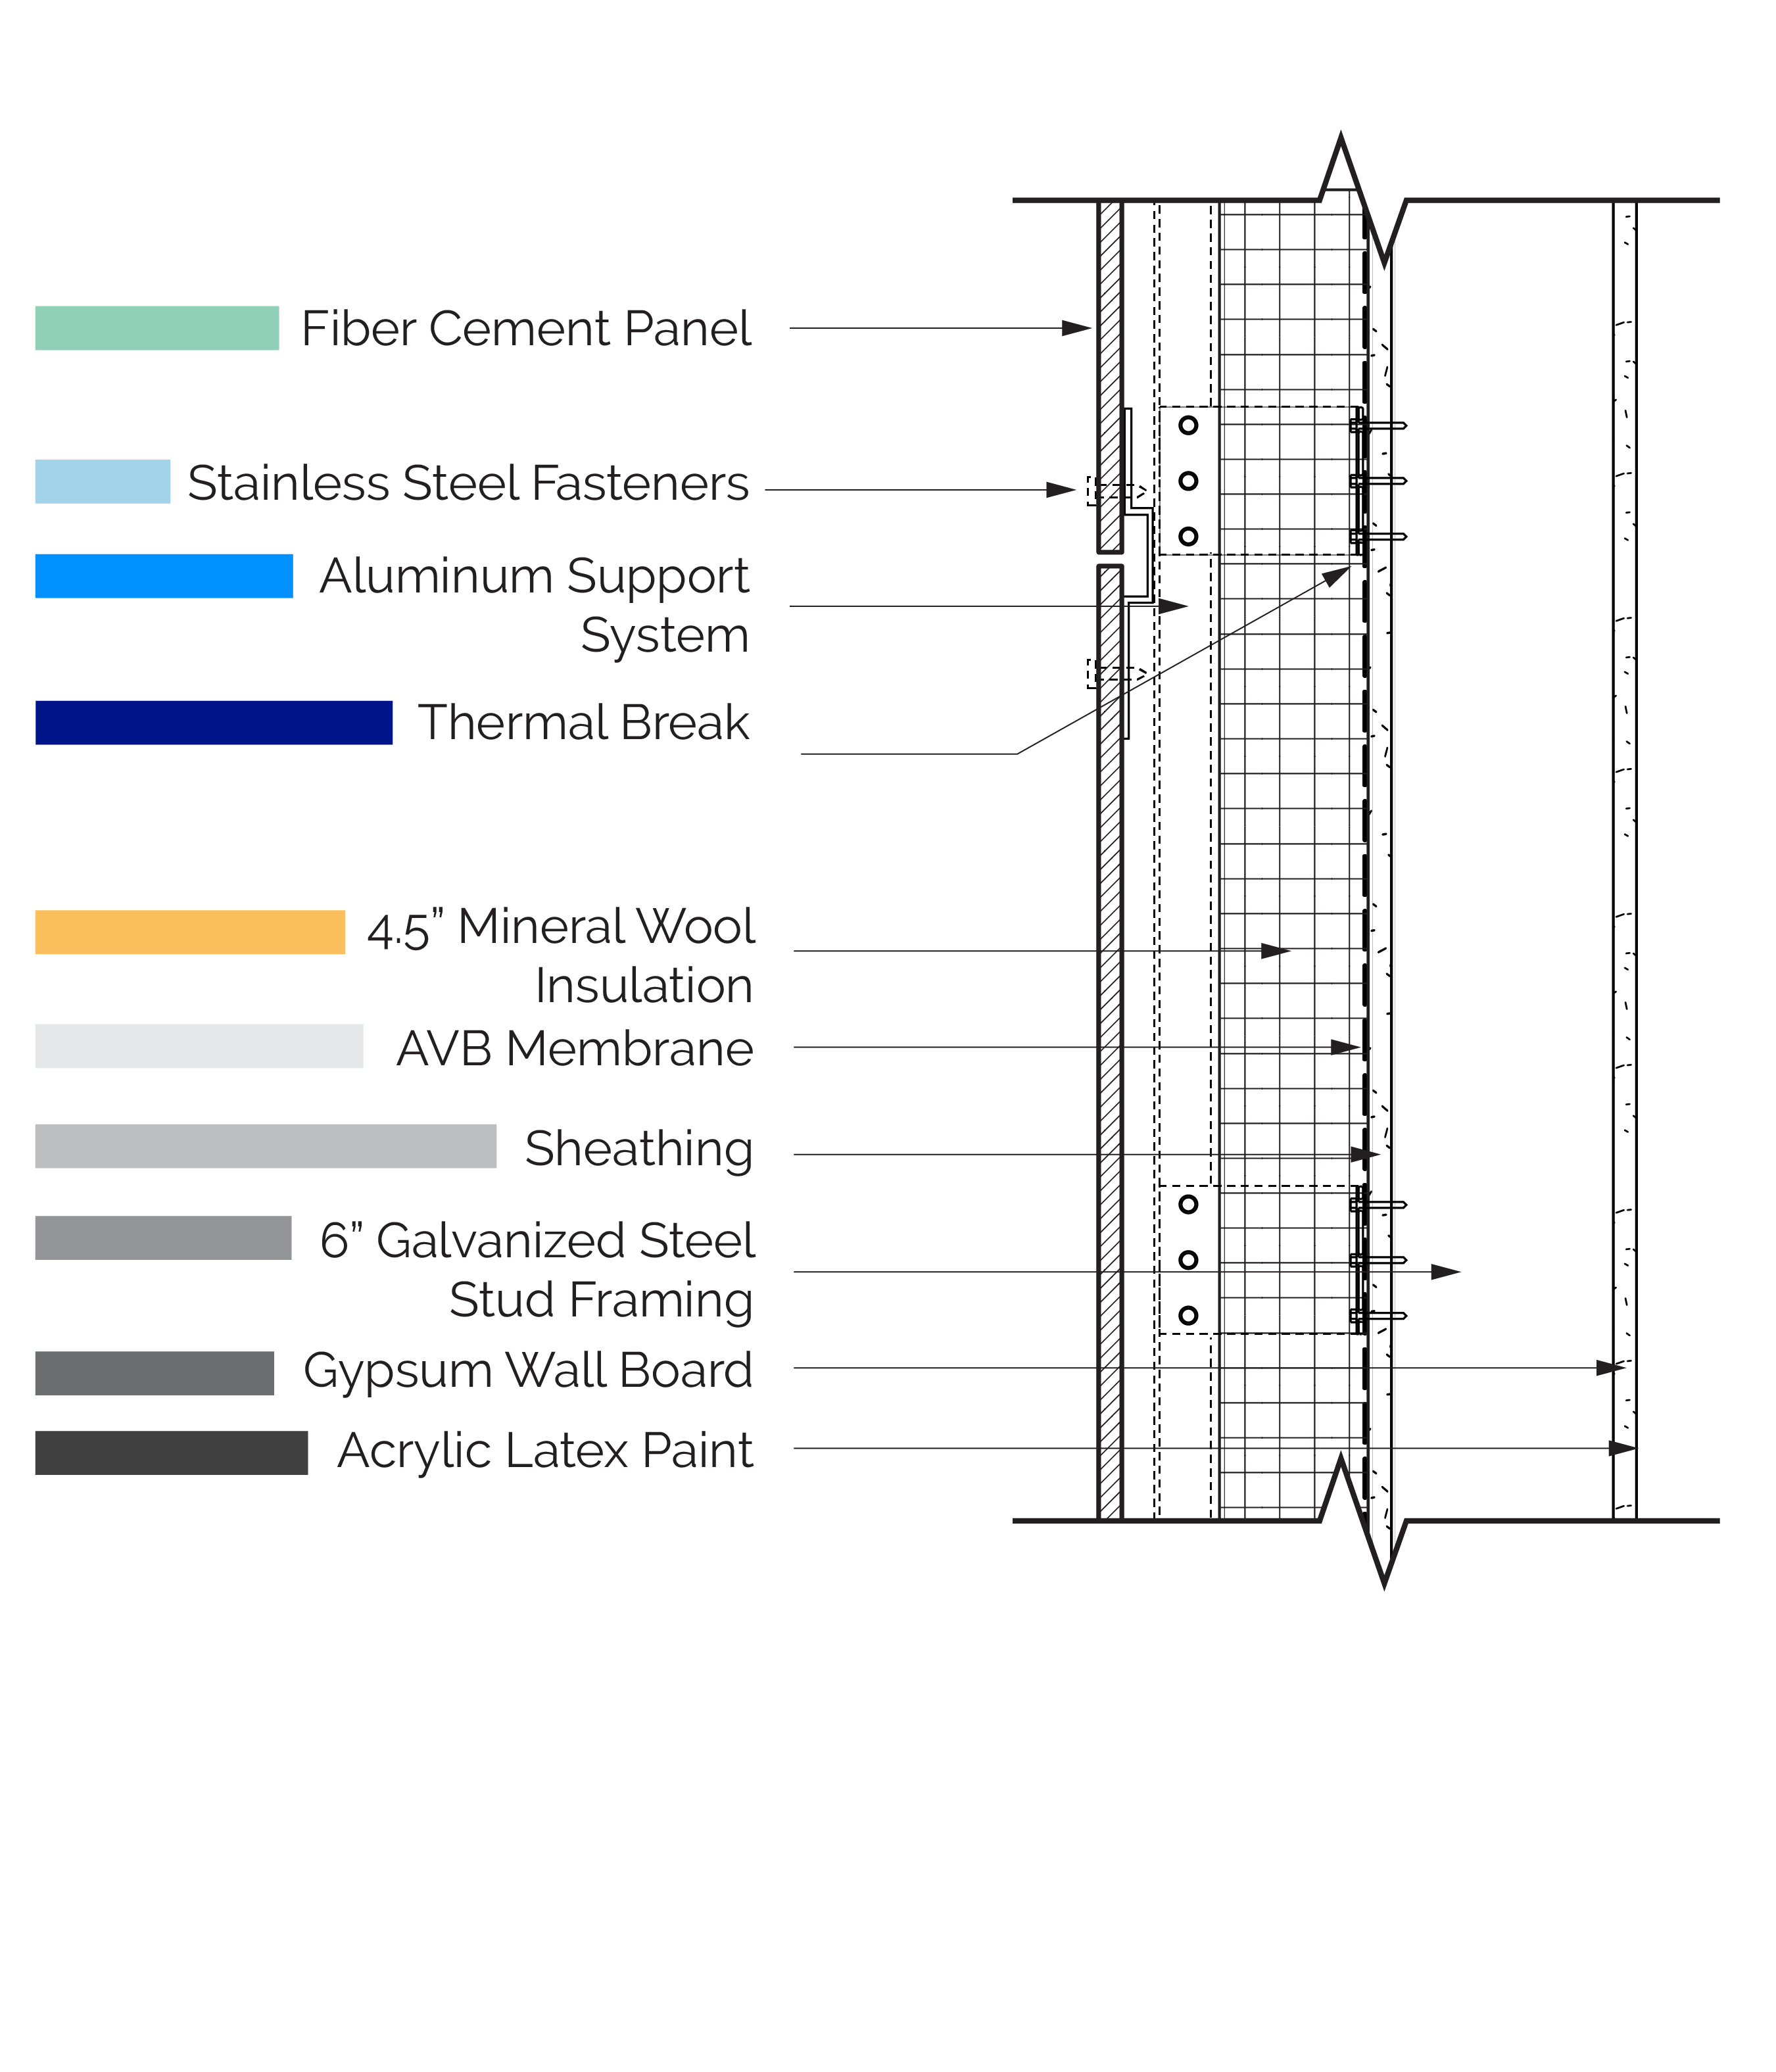 Fiber Cement Panel
Stainless Steel Fasteners
Aluminum Support
System
Thermal Break
4.5” Mineral Wool
Insulation
AVB Membrane
Sheathing
6” Galvanized Steel
Stud Framing
Gypsum Wall Board
Acrylic Latex Paint